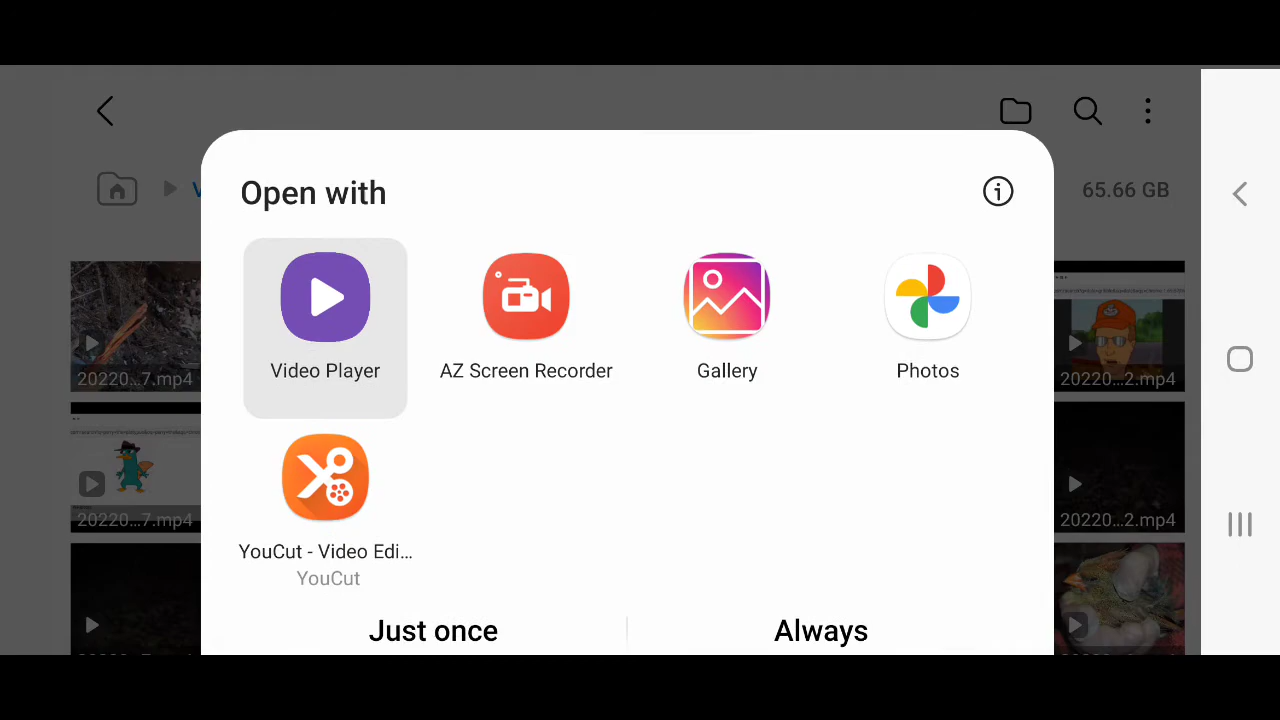 65.66 GB
Open with
Video Player
AZ Screen Recorder
Gallery
Photos
YouCut - Video Edi...
YouCut
Just once
Always
20220...7.mp4
20220...2.mp4
20220...7.mp4
20220...2.mp4